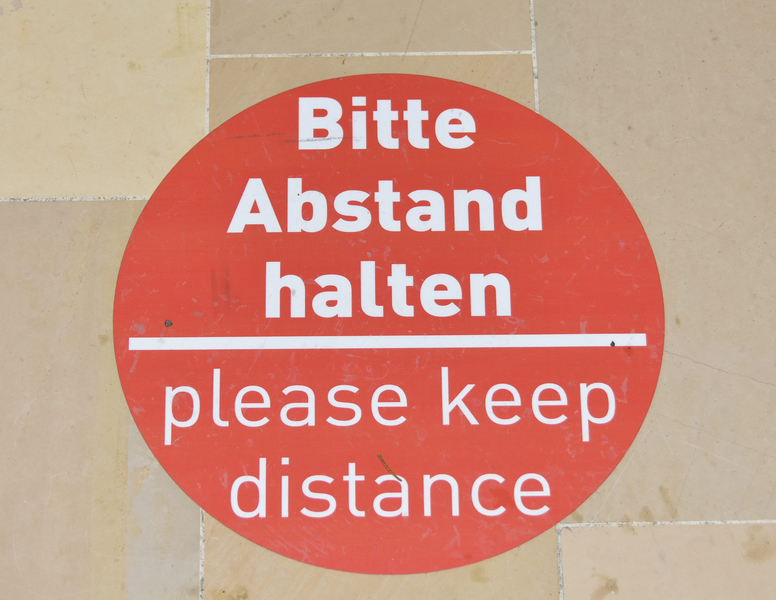 Bitte
Abstand
halten
please keep
distance